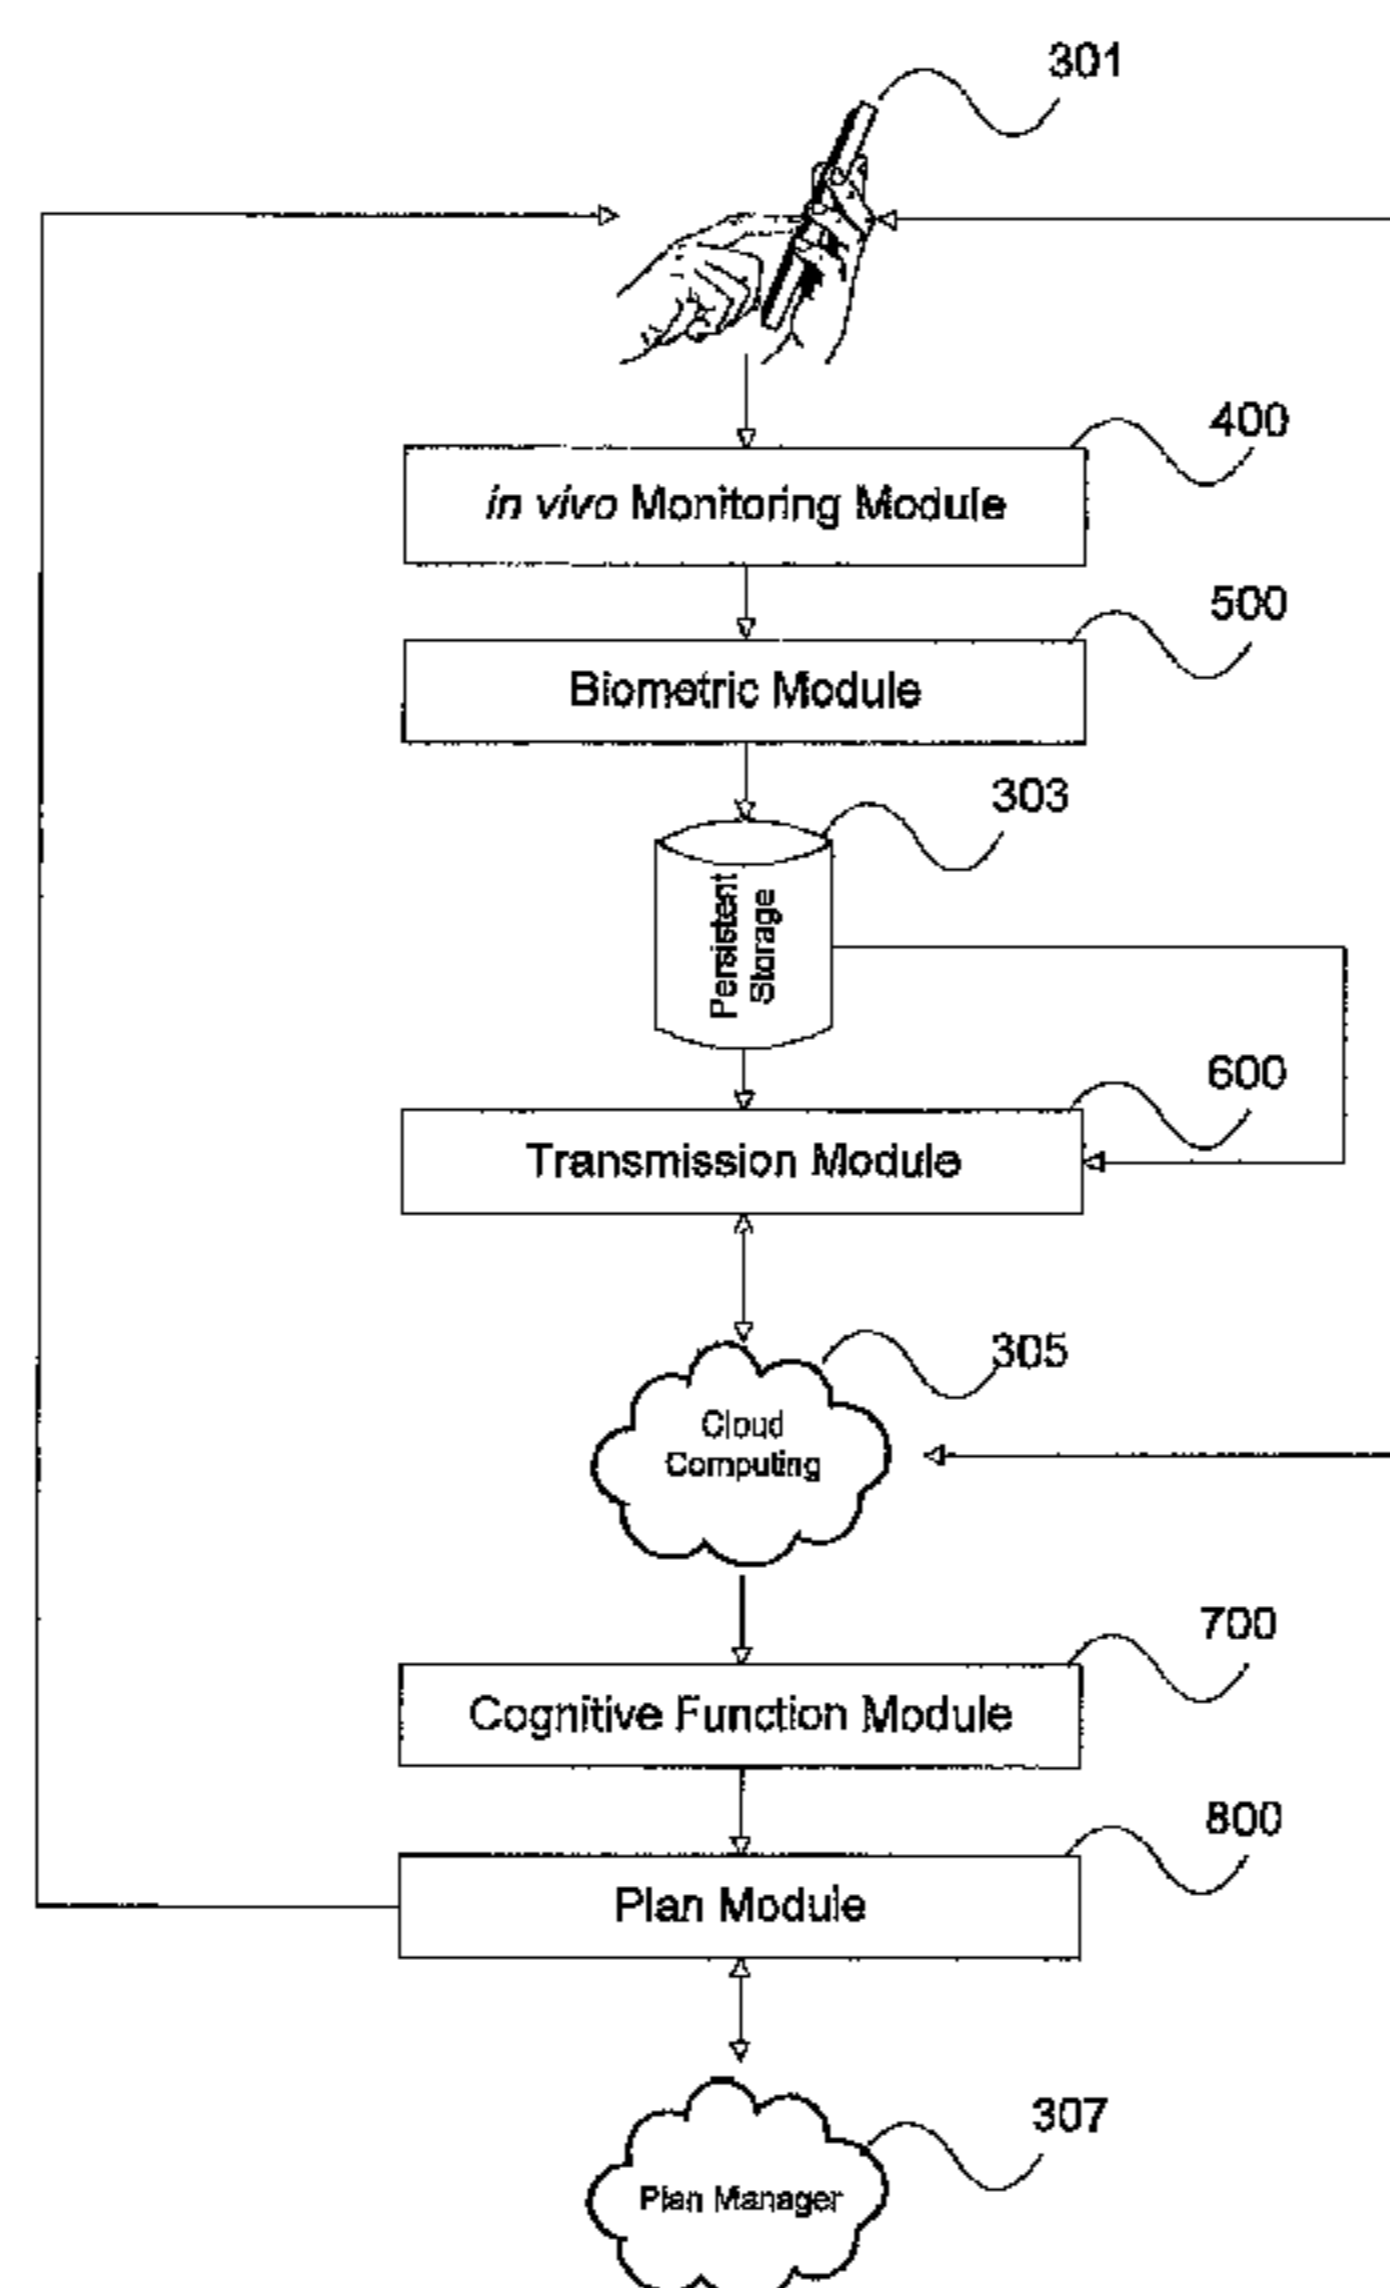 301
400
in vivo Monitoring Module
500
Biometric Module
303
Persistent
Storage
600
Transmission Module
305
Cloud
Computing
700
Cognitive Function Module
800
Plan Module
307
Plan Manager